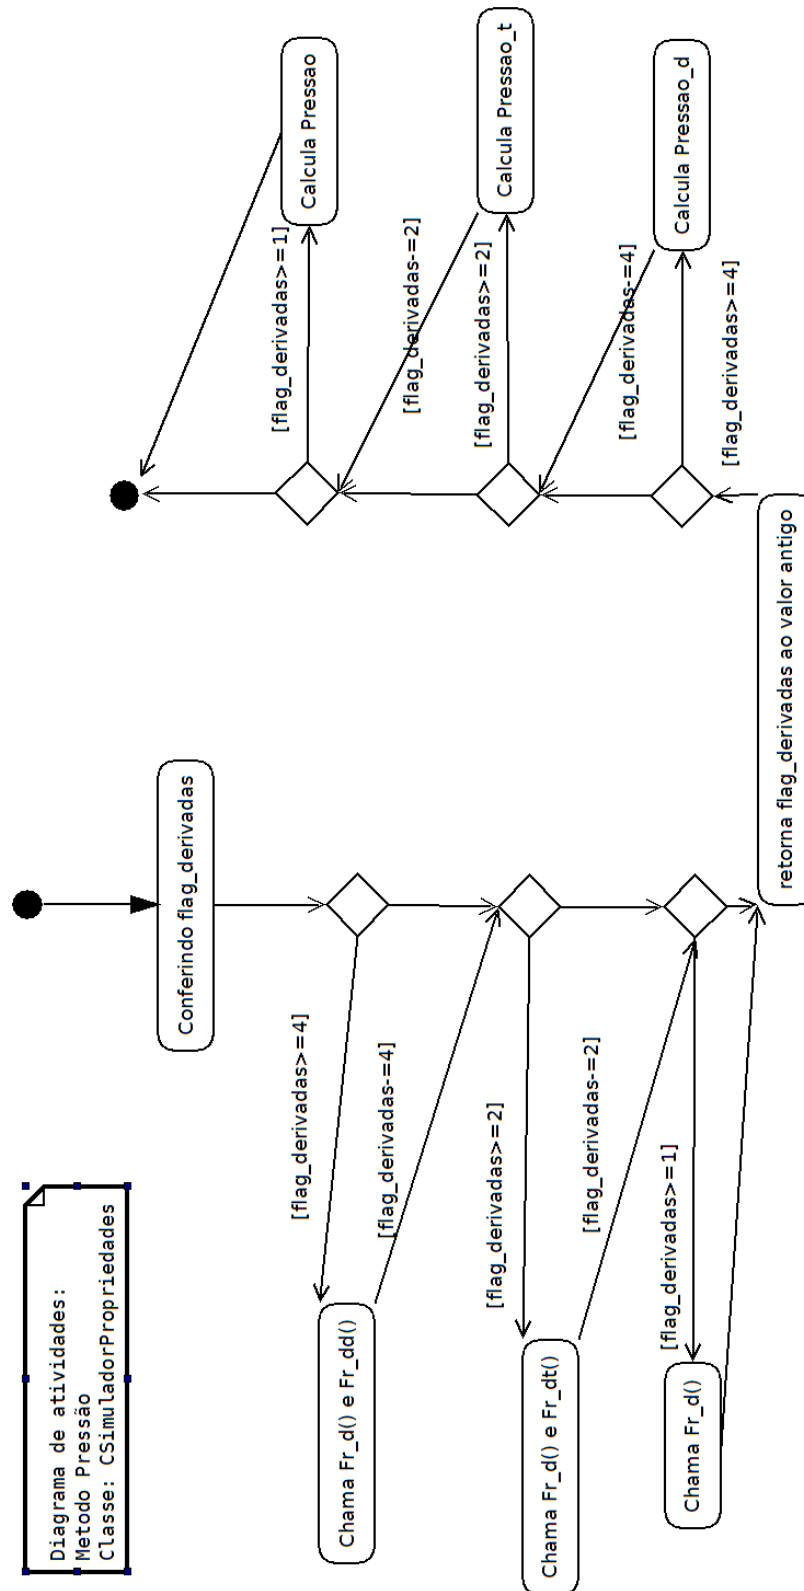 Diagrama de atividades:
Metodo Pressão
Classe: CSimuladorPropriedades
Conferindo flag_derivadas
[flag_derivadas>=4]
Chama Fr_d() e Fr_dd()
[flag_derivadas-=4]
[flag_derivadas>=2]
Chama Fr_d() e Fr_dt()
[flag_derivadas-=2]
[flag_derivadas>=1]
Chama Fr_d()
retorna flag_derivadas ao valor antigo
[flag_derivadas>=4]
Calcula Pressao_d
[flag_derivadas-=4]
[flag_derivadas>=2]
Calcula Pressao_t
[flag_derivadas-=2]
[flag_derivadas>=1]
Calcula Pressao